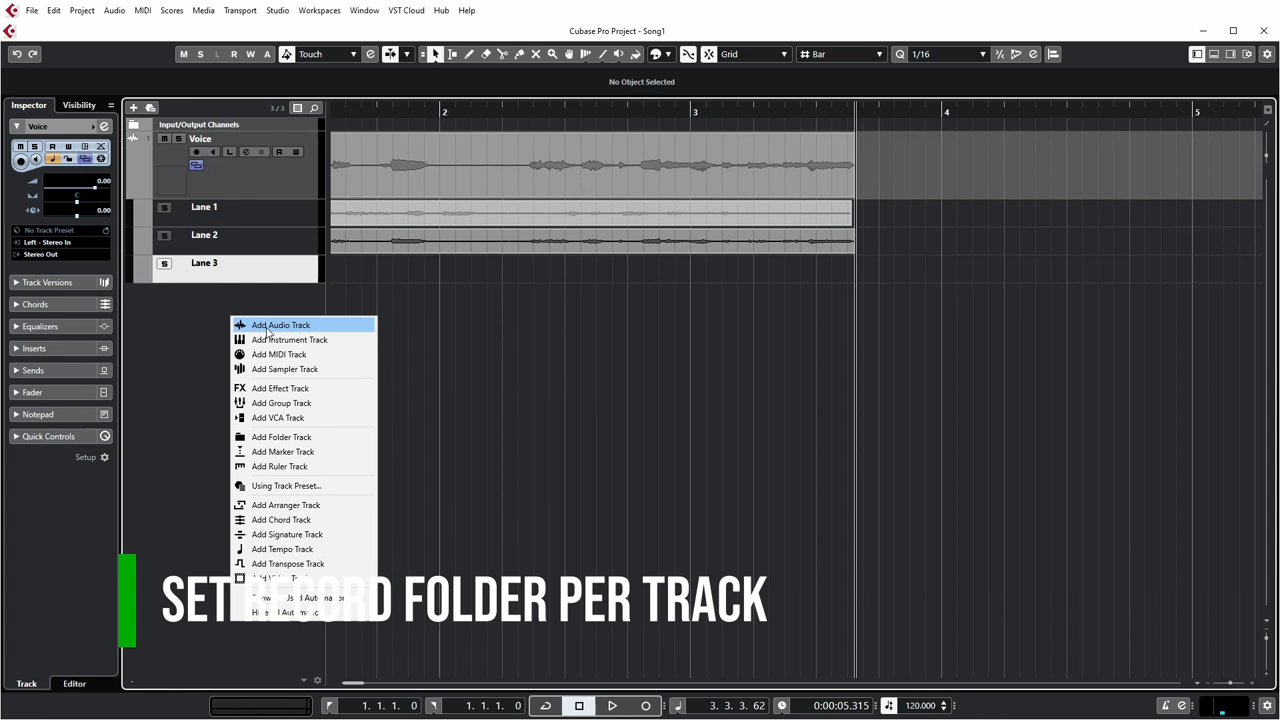 File Edit Project Audio MIDI Scores Media Transport Studio Workspaces Window VST Cloud Hub Help
Cubase Pro Project - Song1
M S L R W A Touch Grid Bar Q 1/16
No Object Selected
Inspector Visibility
3/3
2 3 4 5
Input/Output Channels
Voice
1 M S Voice
M S R W
L e R W
0.00
C
0.00
No Track Preset
Left - Stereo In
Stereo Out
S Lane 1
S Lane 2
S Lane 3
Track Versions
Chords
Equalizers
Inserts
Sends
Fader
Notepad
Quick Controls
Setup
Add Audio Track
Add Instrument Track
Add MIDI Track
Add Sampler Track
FX Add Effect Track
Add Group Track
Add VCA Track
Add Folder Track
Add Marker Track
Add Ruler Track
Using Track Preset...
Add Arranger Track
Add Chord Track
Add Signature Track
Add Tempo Track
Add Transpose Track
SET RECORD FOLDER PER TRACK
Track Editor
1. 1. 1. 0 1. 1. 1. 0 3. 3. 3. 62 0:00:05.315 120.000